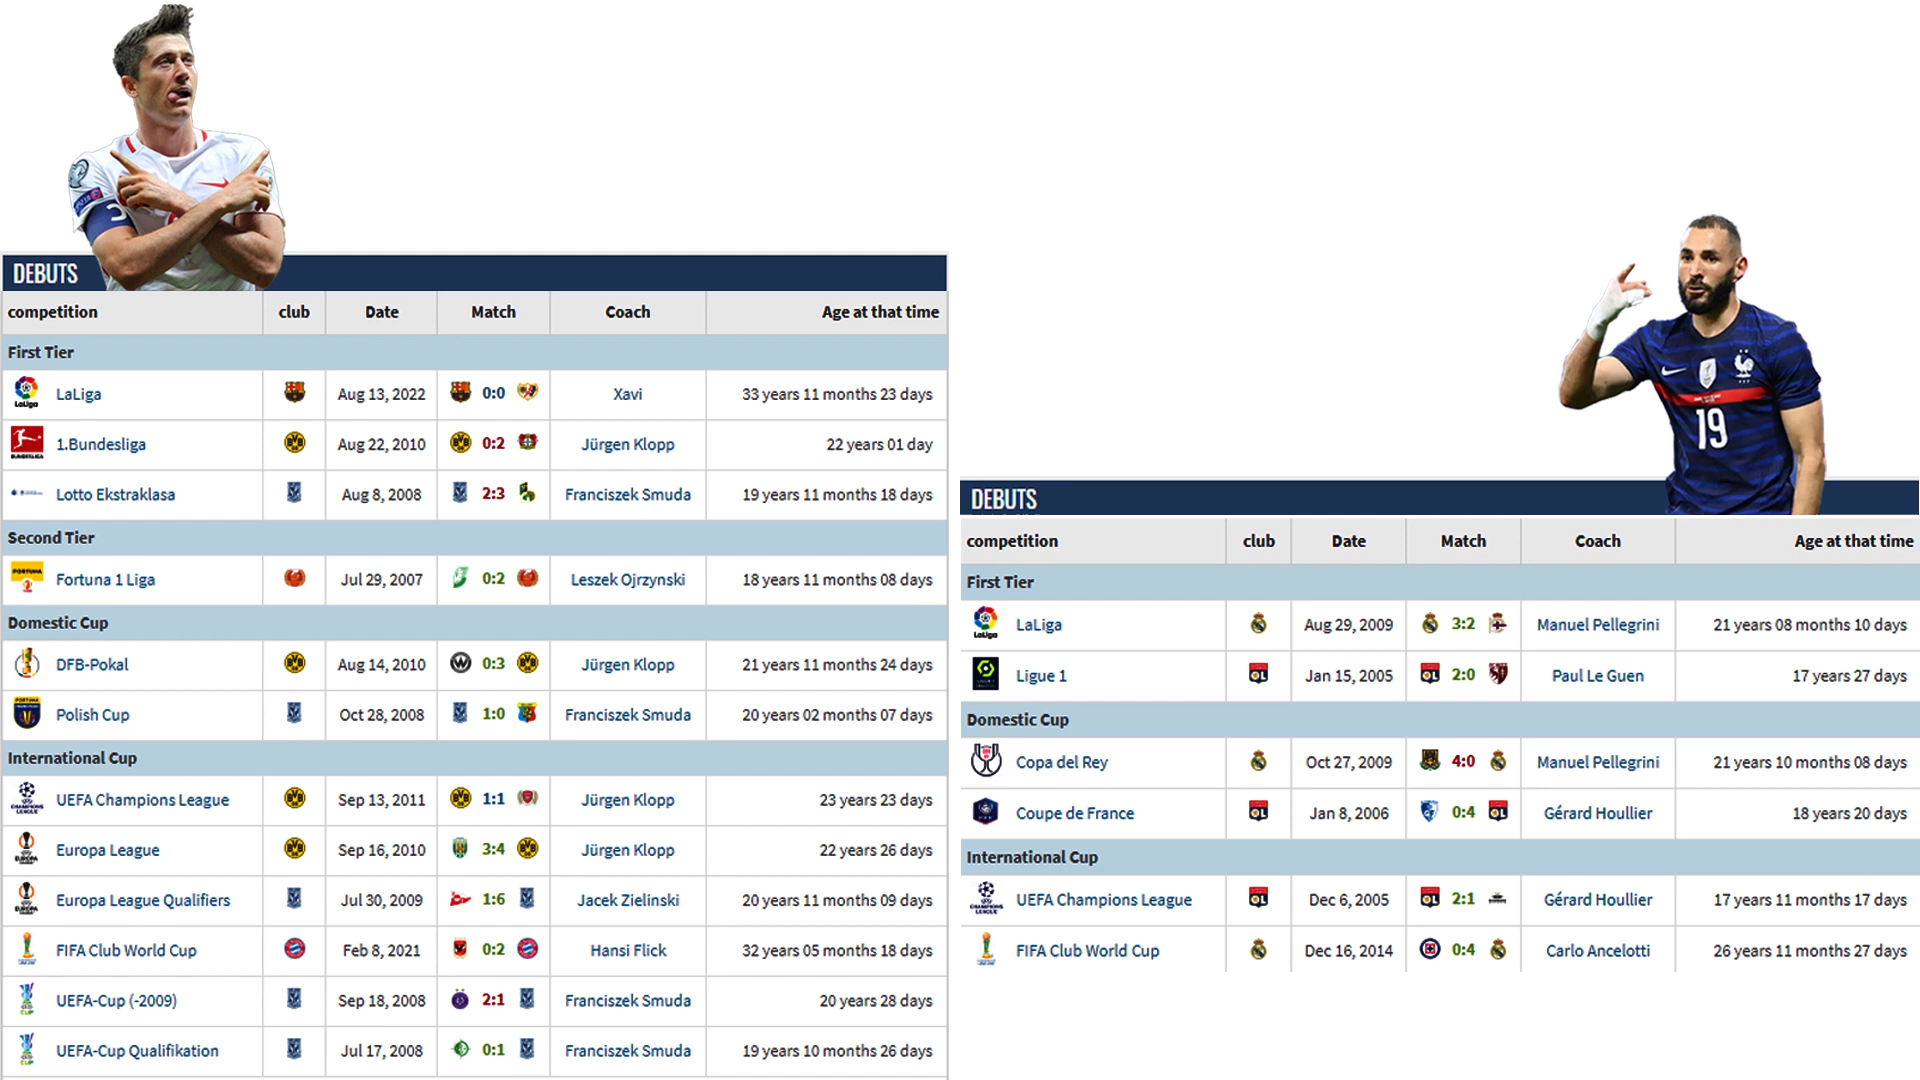 DEBUTS
competition club Date Match Coach Age at that time
First Tier
LaLiga Aug 13, 2022 0:0 Xavi 33 years 11 months 23 days
1.Bundesliga Aug 22, 2010 0:2 Jürgen Klopp 22 years 01 day
Lotto Ekstraklasa Aug 8, 2008 2:3 Franciszek Smuda 19 years 11 months 18 days
Second Tier
Fortuna 1 Liga Jul 29, 2007 0:2 Leszek Ojrzynski 18 years 11 months 08 days
Domestic Cup
DFB-Pokal Aug 14, 2010 0:3 Jürgen Klopp 21 years 11 months 24 days
Polish Cup Oct 28, 2008 1:0 Franciszek Smuda 20 years 02 months 07 days
International Cup
UEFA Champions League Sep 13, 2011 1:1 Jürgen Klopp 23 years 23 days
Europa League Sep 16, 2010 3:4 Jürgen Klopp 22 years 26 days
Europa League Qualifiers Jul 30, 2009 1:6 Jacek Zielinski 20 years 11 months 09 days
FIFA Club World Cup Feb 8, 2021 0:2 Hansi Flick 32 years 05 months 18 days
UEFA-Cup (-2009) Sep 18, 2008 2:1 Franciszek Smuda 20 years 28 days
UEFA-Cup Qualifikation Jul 17, 2008 0:1 Franciszek Smuda 19 years 10 months 26 days
19
DEBUTS
competition club Date Match Coach Age at that time
First Tier
LaLiga Aug 29, 2009 3:2 Manuel Pellegrini 21 years 08 months 10 days
Ligue 1 Jan 15, 2005 2:0 Paul Le Guen 17 years 27 days
Domestic Cup
Copa del Rey Oct 27, 2009 4:0 Manuel Pellegrini 21 years 10 months 08 days
Coupe de France Jan 8, 2006 0:4 Gérard Houllier 18 years 20 days
International Cup
UEFA Champions League Dec 6, 2005 2:1 Gérard Houllier 17 years 11 months 17 days
FIFA Club World Cup Dec 16, 2014 0:4 Carlo Ancelotti 26 years 11 months 27 days